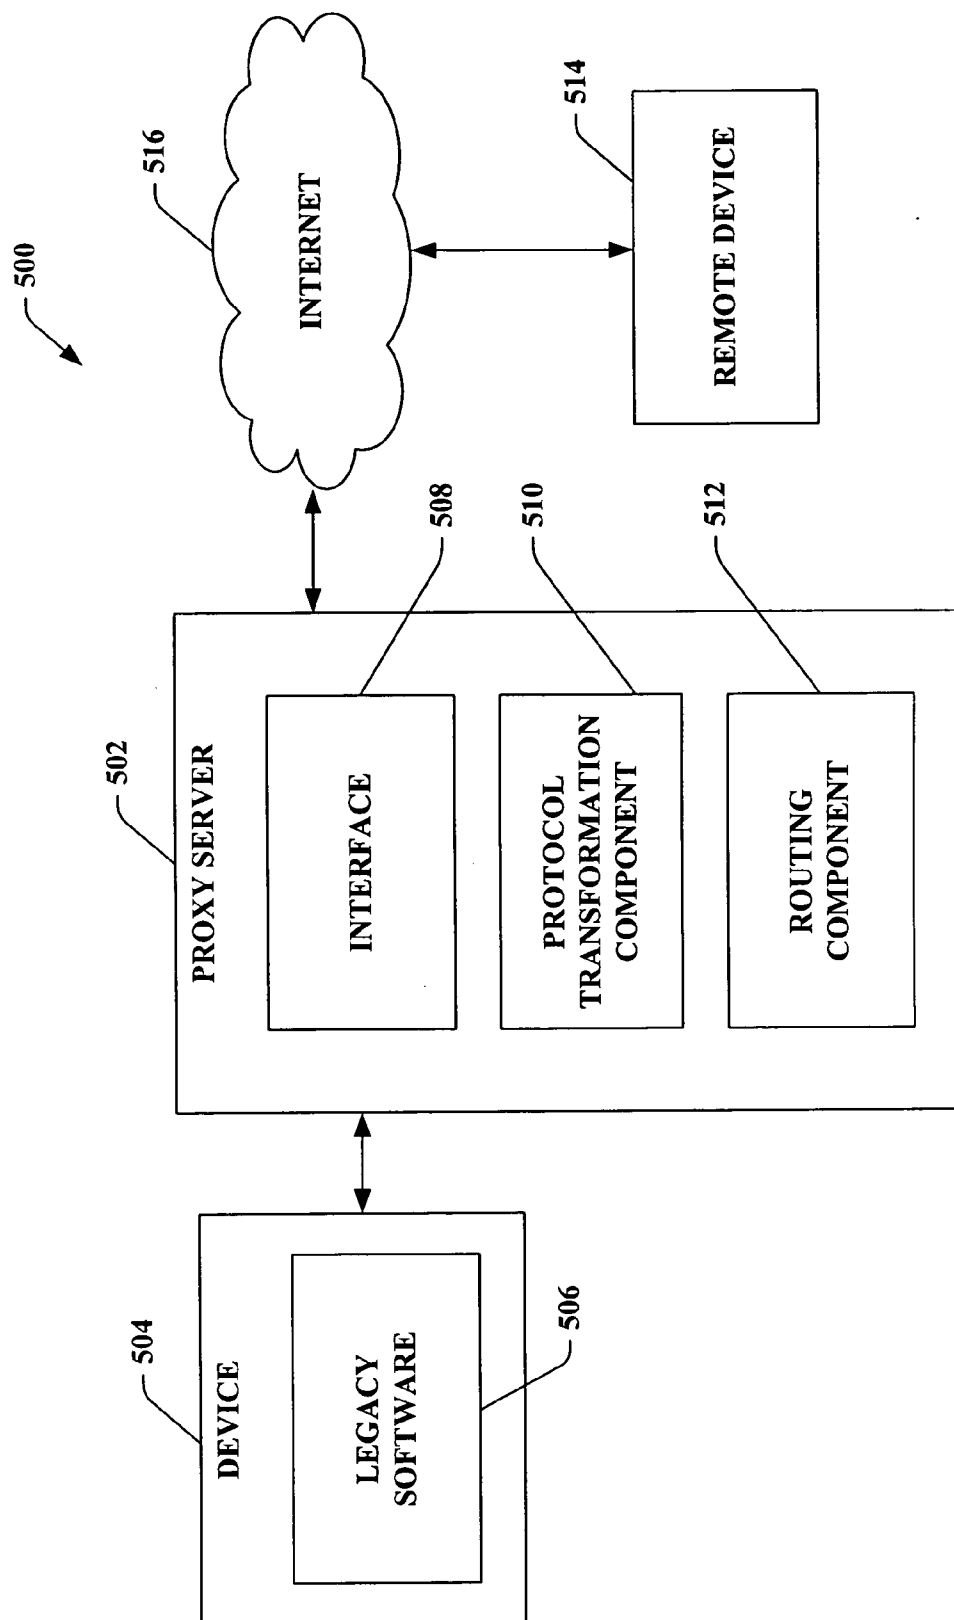 500
504
DEVICE
LEGACY
SOFTWARE
506
502
PROXY SERVER
INTERFACE
508
PROTOCOL
TRANSFORMATION
COMPONENT
510
ROUTING
COMPONENT
512
516
INTERNET
514
REMOTE DEVICE